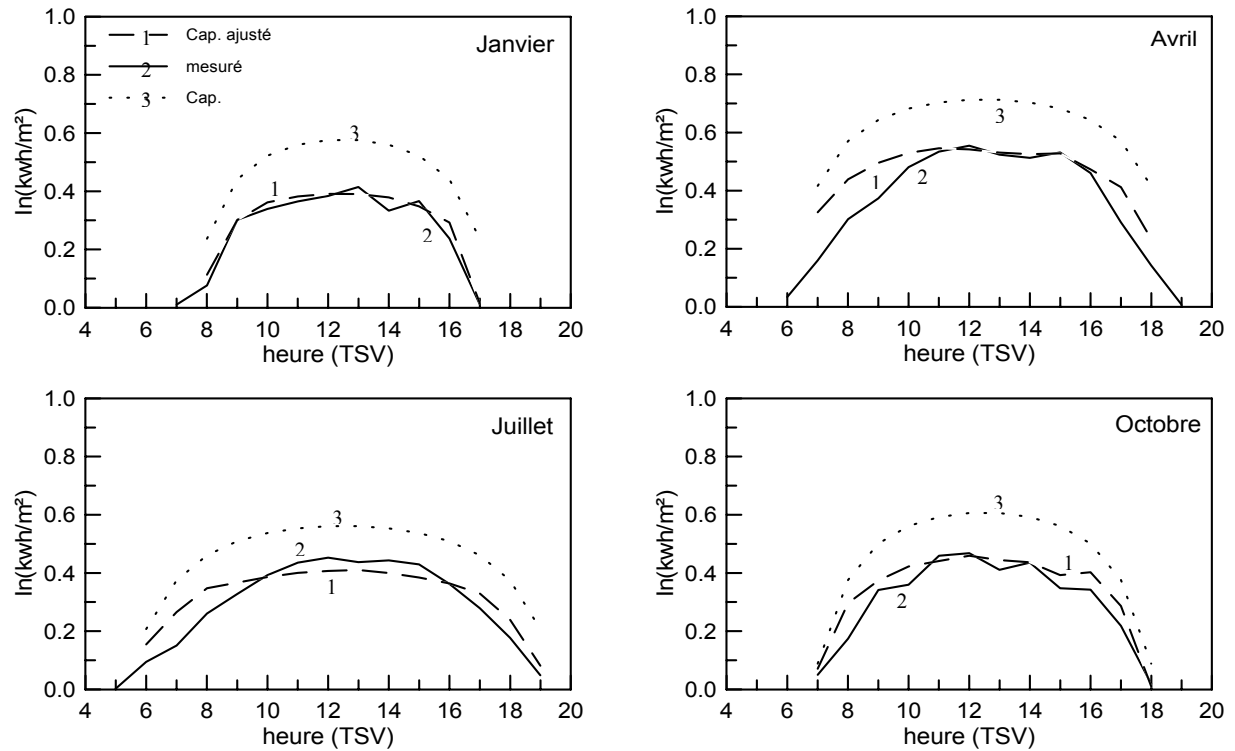 Janvier
1 Cap. ajusté
2 mesuré
3 Cap.
3
1
2
In(kwh/m²)
1.0
0.8
0.6
0.4
0.2
0.0
4 6 8 10 12 14 16 18 20
heure (TSV)
Avril
3
1
2
In(kwh/m²)
1.0
0.8
0.6
0.4
0.2
0.0
4 6 8 10 12 14 16 18 20
heure (TSV)
Juillet
3
2
1
In(kwh/m²)
1.0
0.8
0.6
0.4
0.2
0.0
4 6 8 10 12 14 16 18 20
heure (TSV)
Octobre
3
1
2
In(kwh/m²)
1.0
0.8
0.6
0.4
0.2
0.0
4 6 8 10 12 14 16 18 20
heure (TSV)